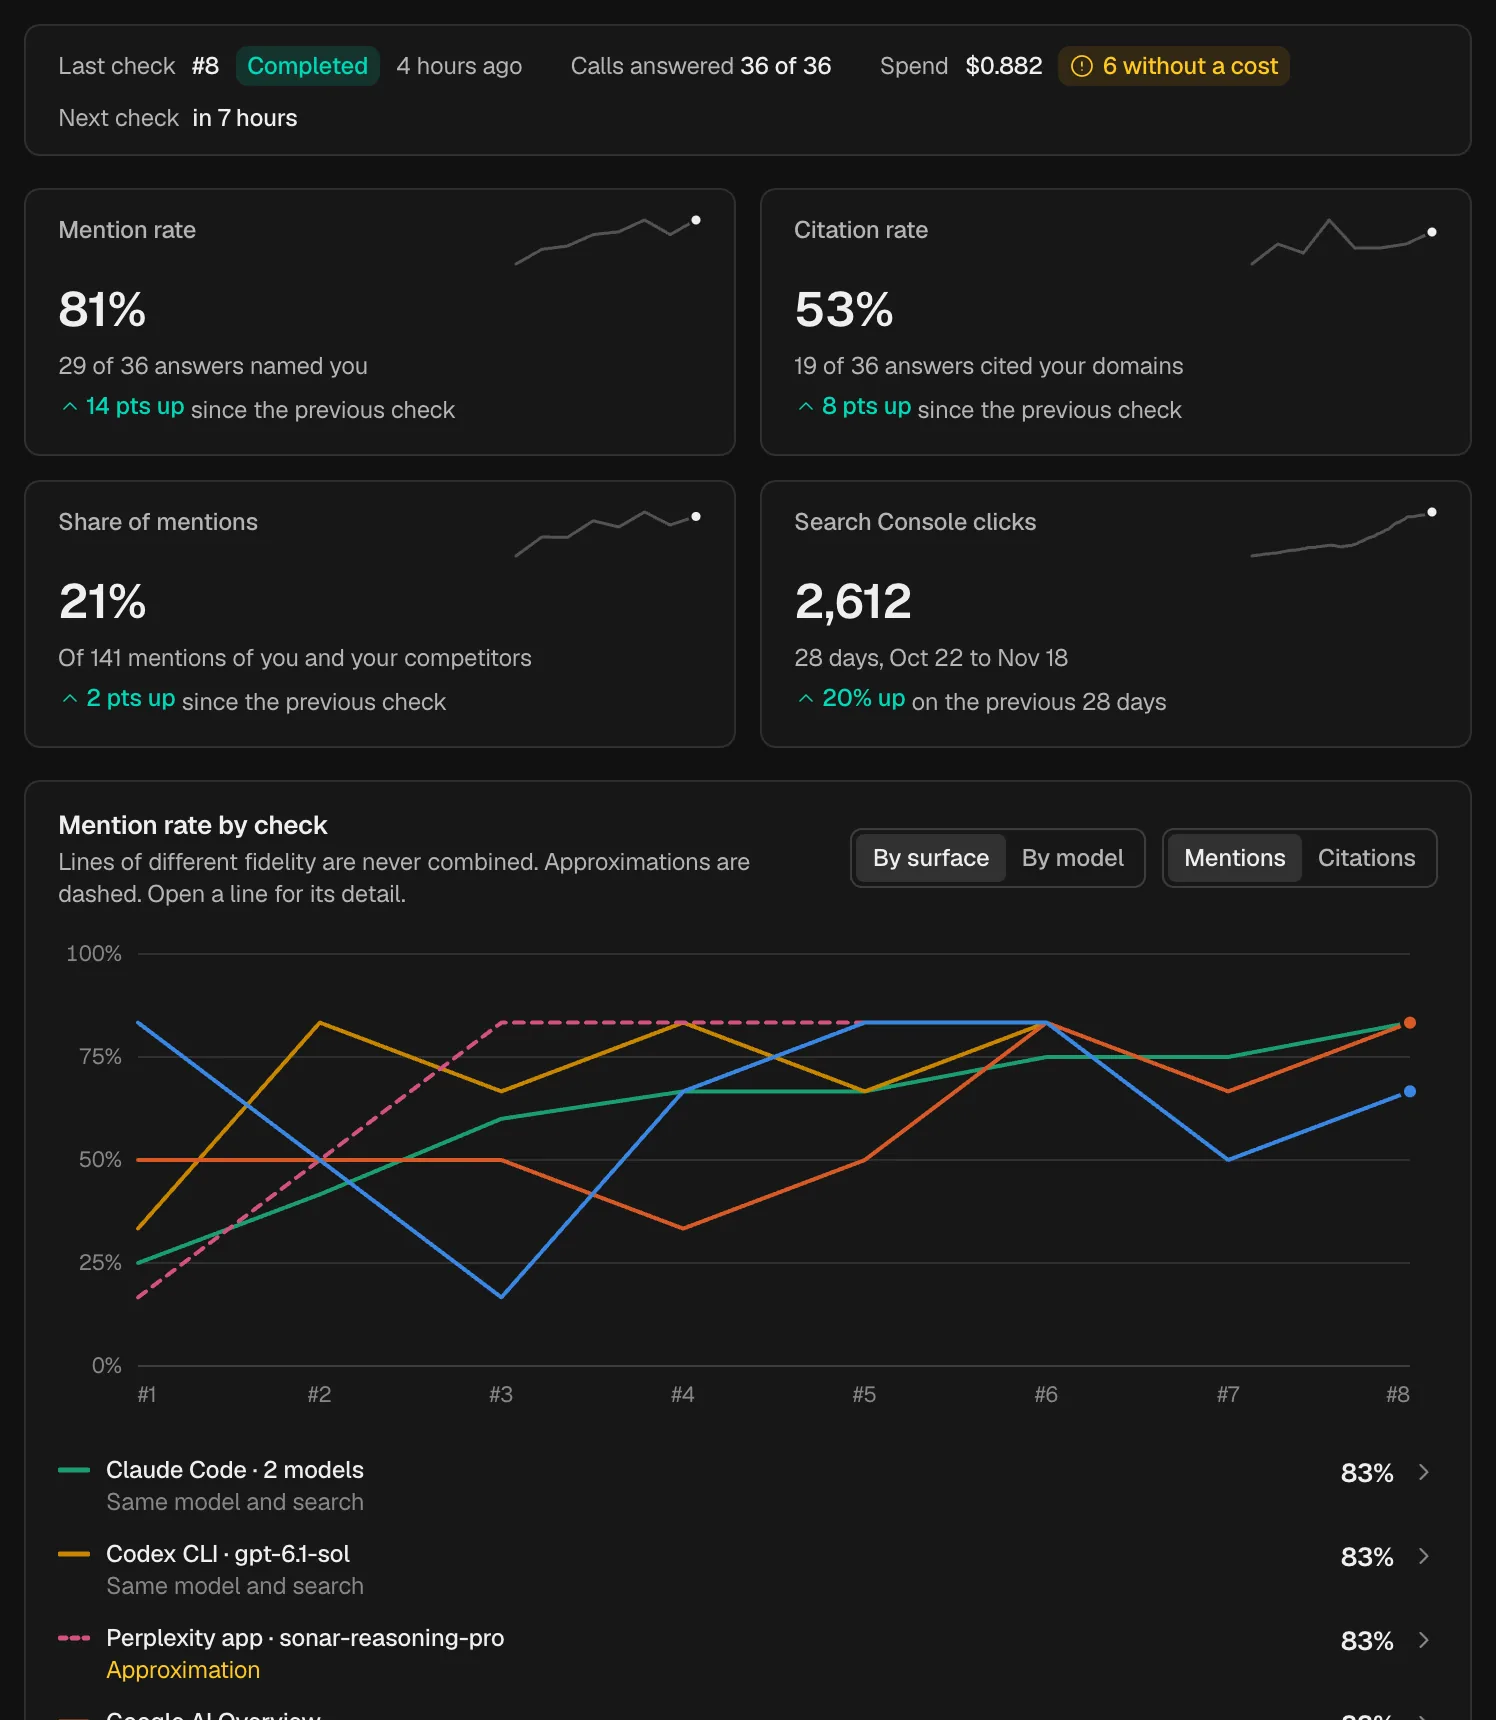 Last check #8 Completed 4 hours ago Calls answered 36 of 36 Spend $0.882 6 without a cost
Next check in 7 hours
Mention rate
81%
29 of 36 answers named you
14 pts up since the previous check
Citation rate
53%
19 of 36 answers cited your domains
8 pts up since the previous check
Share of mentions
21%
Of 141 mentions of you and your competitors
2 pts up since the previous check
Search Console clicks
2,612
28 days, Oct 22 to Nov 18
20% up on the previous 28 days
Mention rate by check
Lines of different fidelity are never combined. Approximations are
dashed. Open a line for its detail.
By surface By model Mentions Citations
100%
75%
50%
25%
0%
#1 #2 #3 #4 #5 #6 #7 #8
Claude Code · 2 models 83%
Same model and search
Codex CLI · gpt-6.1-sol 83%
Same model and search
Perplexity app · sonar-reasoning-pro 83%
Approximation
Google AI Overview